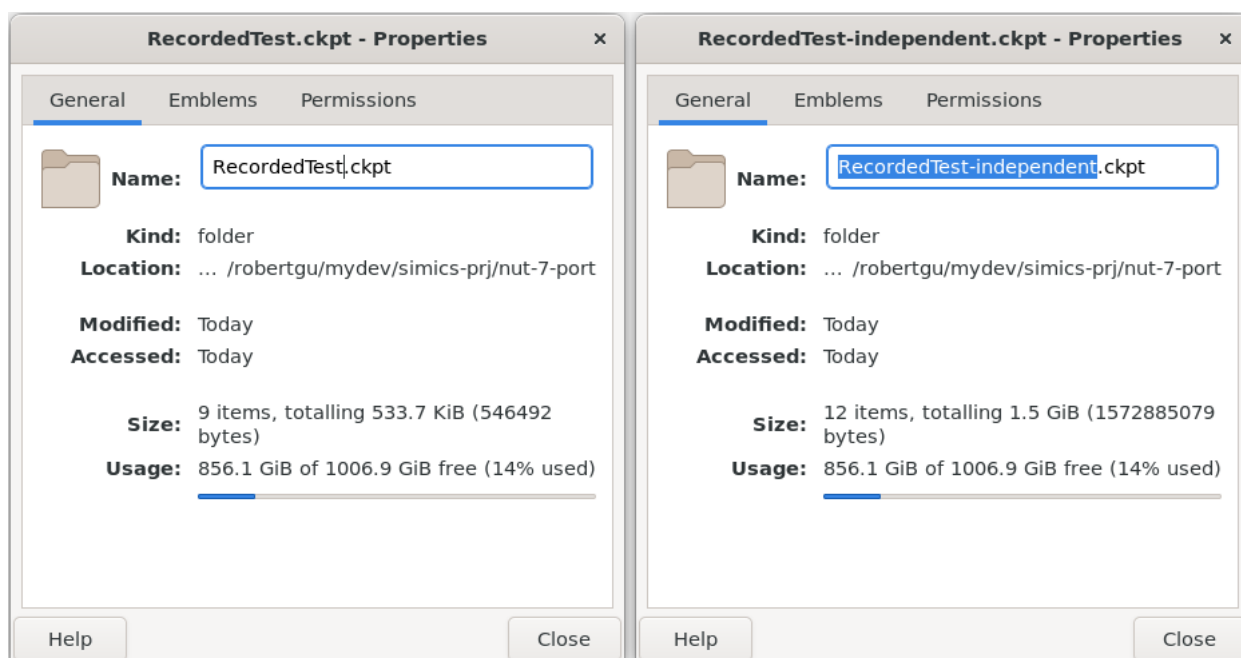 RecordedTest.ckpt - Properties ×
General Emblems Permissions
Name: RecordedTest.ckpt
Kind: folder
Location: ... /robertgu/mydev/simics-prj/nut-7-port
Modified: Today
Accessed: Today
Size: 9 items, totalling 533.7 KiB (546492
bytes)
Usage: 856.1 GiB of 1006.9 GiB free (14% used)
Help Close
RecordedTest-independent.ckpt - Properties ×
General Emblems Permissions
Name: RecordedTest-independent.ckpt
Kind: folder
Location: ... /robertgu/mydev/simics-prj/nut-7-port
Modified: Today
Accessed: Today
Size: 12 items, totalling 1.5 GiB (1572885079
bytes)
Usage: 856.1 GiB of 1006.9 GiB free (14% used)
Help Close